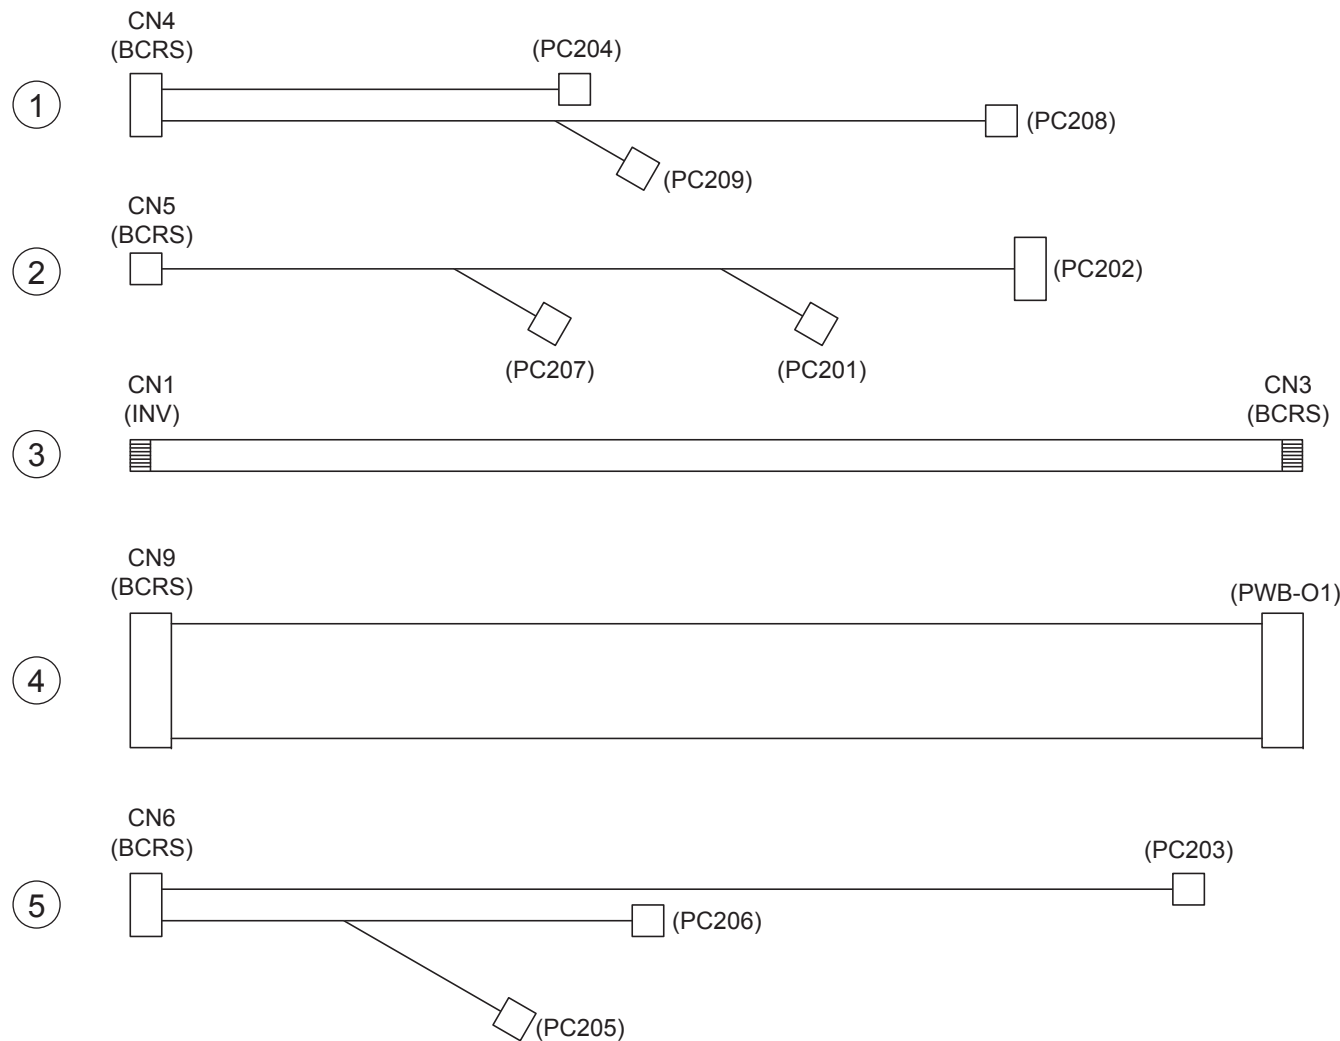 CN4
(BCRS)
(PC204)
1
(PC208)
(PC209)
CN5
(BCRS)
2
(PC202)
(PC207)
(PC201)
CN1
(INV)
CN3
(BCRS)
3
CN9
(BCRS)
(PWB-O1)
4
CN6
(BCRS)
(PC203)
5
(PC206)
(PC205)